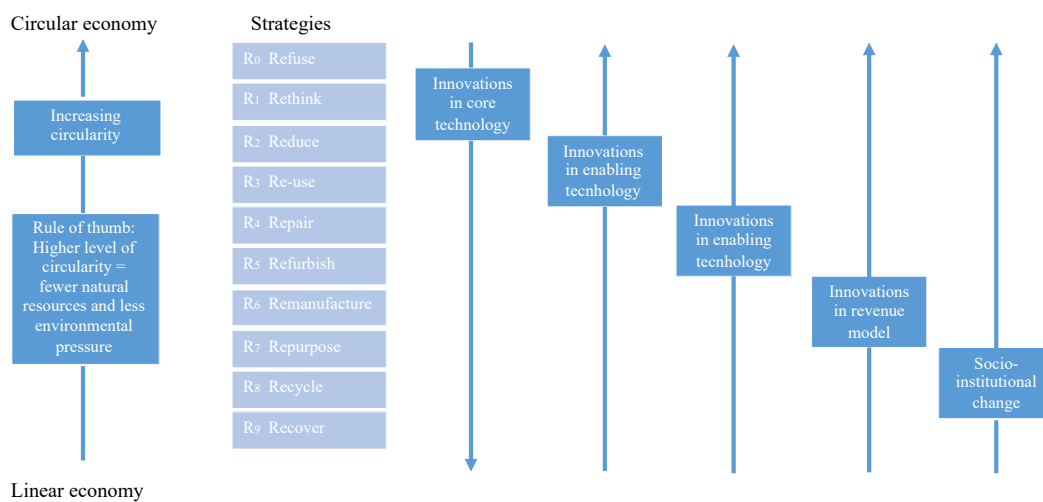 Circular economy
Strategies
Increasing
circularity
Rule of thumb:
Higher level of
circularity =
fewer natural
resources and less
environmental
pressure
Linear economy
R0 Refuse
R1 Rethink
R2 Reduce
R3 Re-use
R4 Repair
R5 Refurbish
R6 Remanufacture
R7 Repurpose
R8 Recycle
R9 Recover
Innovations
in core
technology
Innovations
in enabling
tecnhology
Innovations
in enabling
tecnhology
Innovations
in revenue
model
Socio-
institutional
change